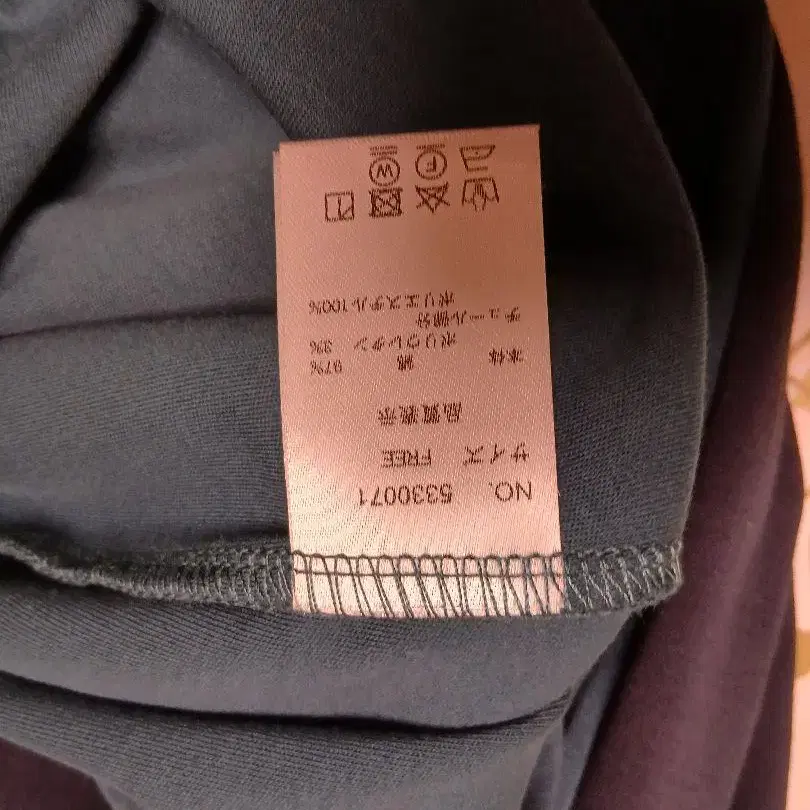 NO. 5330071
サイズ FREE
品質表示
本体 綿 97%
ポリウレタン 3%
チュール部分
ポリエステル100%
F
W